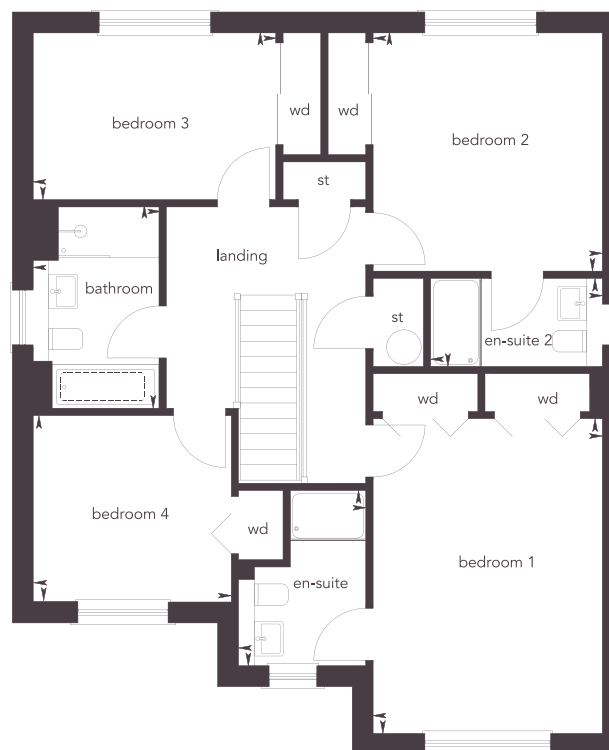 wd
wd
bedroom 3
bedroom 2
st
landing
bathroom
st
en-suite 2
wd
wd
bedroom 4
wd
bedroom 1
en-suite